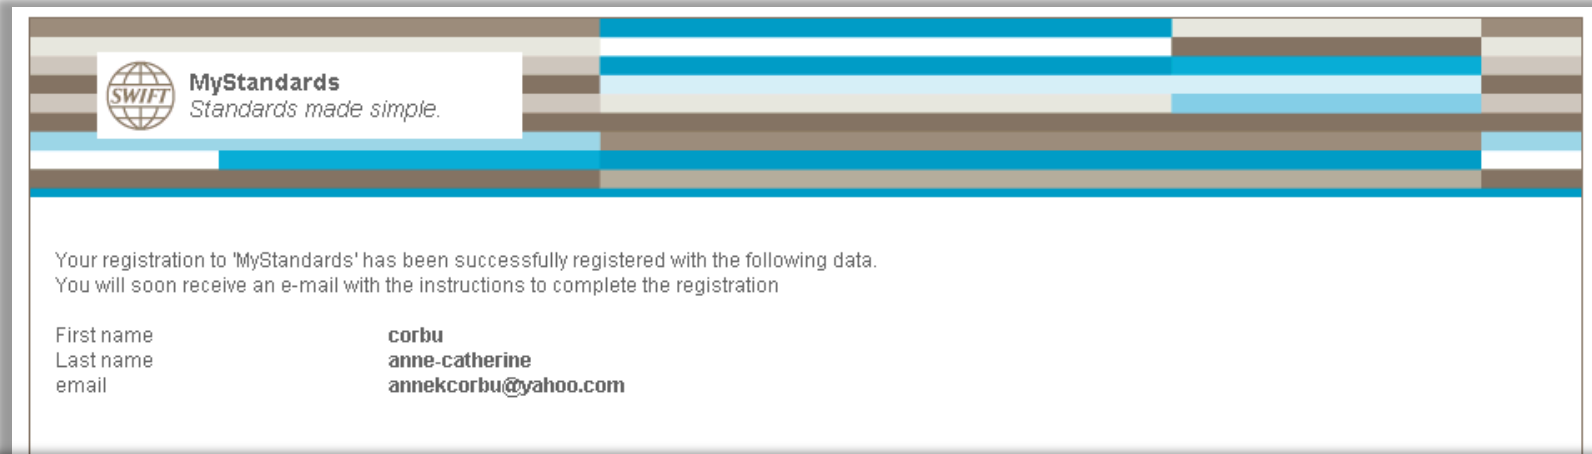 SWIFT
MyStandards
Standards made simple.
Your registration to 'MyStandards' has been successfully registered with the following data.
You will soon receive an e-mail with the instructions to complete the registration
First name corbu
Last name anne-catherine
email annekcorbu@yahoo.com